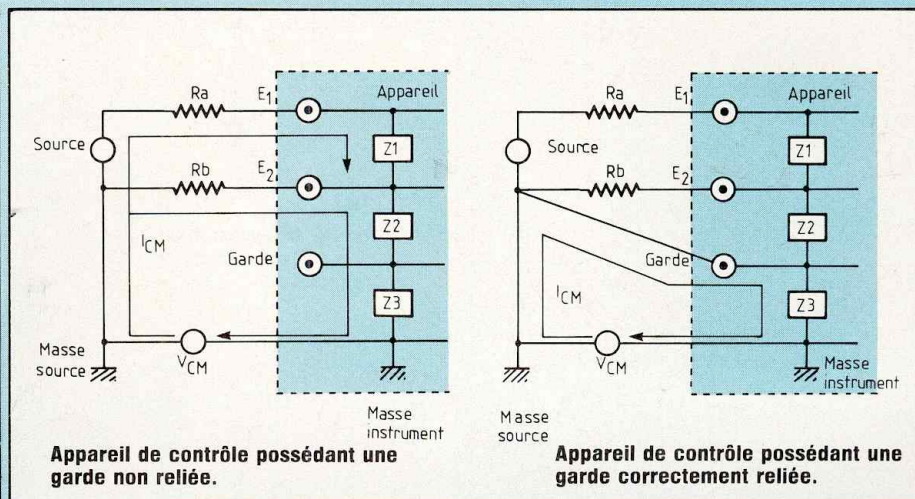 Ra
E1
Appareil
Z1
Source
Rb
E2
Z2
ICM
Garde
Z3
Masse
source
VCM
Masse
instrument
Appareil de contrôle possédant une
garde non reliée.
Ra
E1
Appareil
Z1
Source
Rb
E2
Z2
Garde
ICM
Z3
VCM
Masse
instrument
Masse
source
Appareil de contrôle possédant une
garde correctement reliée.